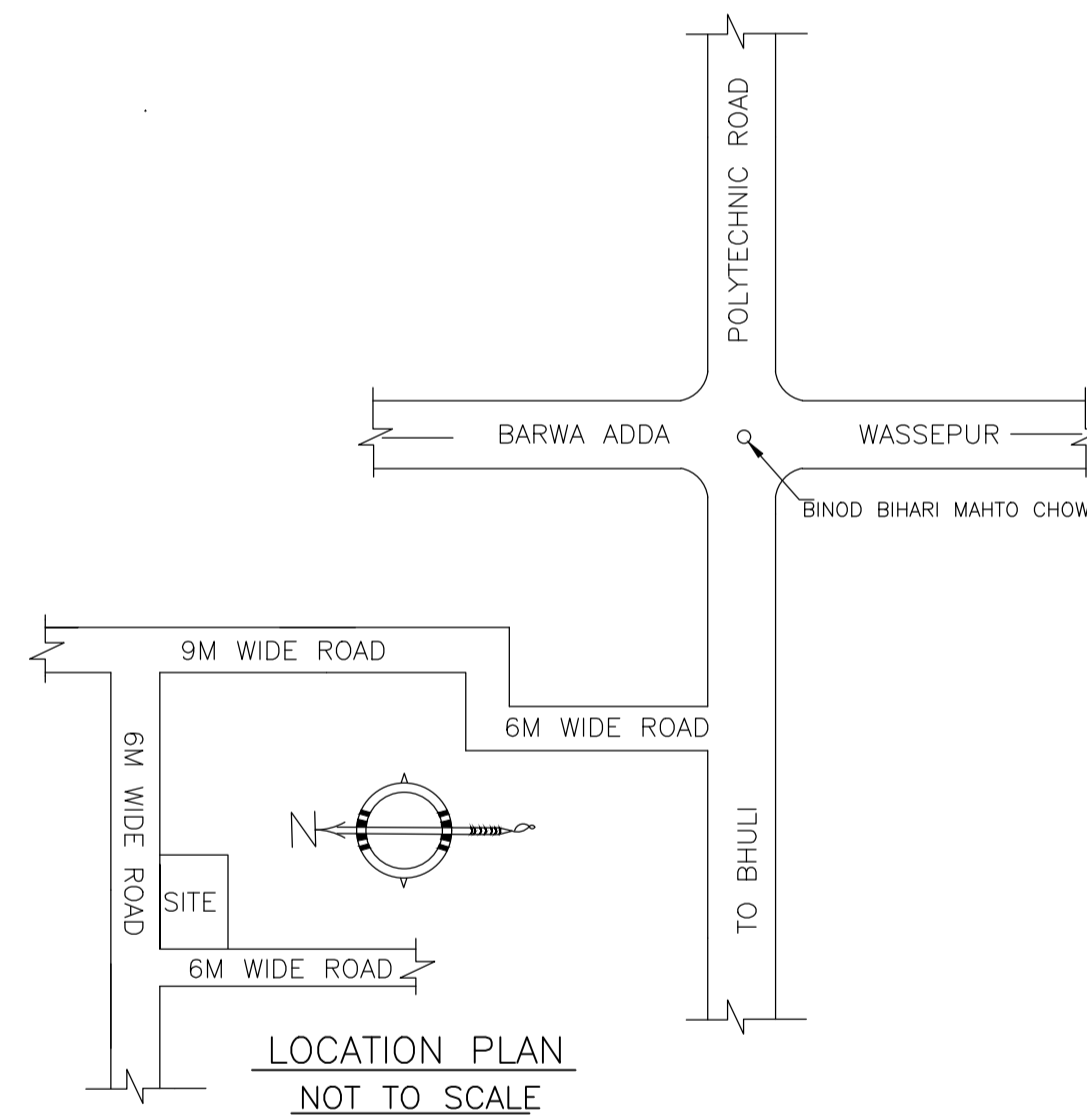 POLYTECHNIC ROAD
BARWA ADDA
WASSEPUR
BINOD BIHARI MAHTO CHOW
9M WIDE ROAD
6M WIDE ROAD
6M WIDE ROAD
N
TO BHULI
SITE
6M WIDE ROAD
LOCATION PLAN
NOT TO SCALE